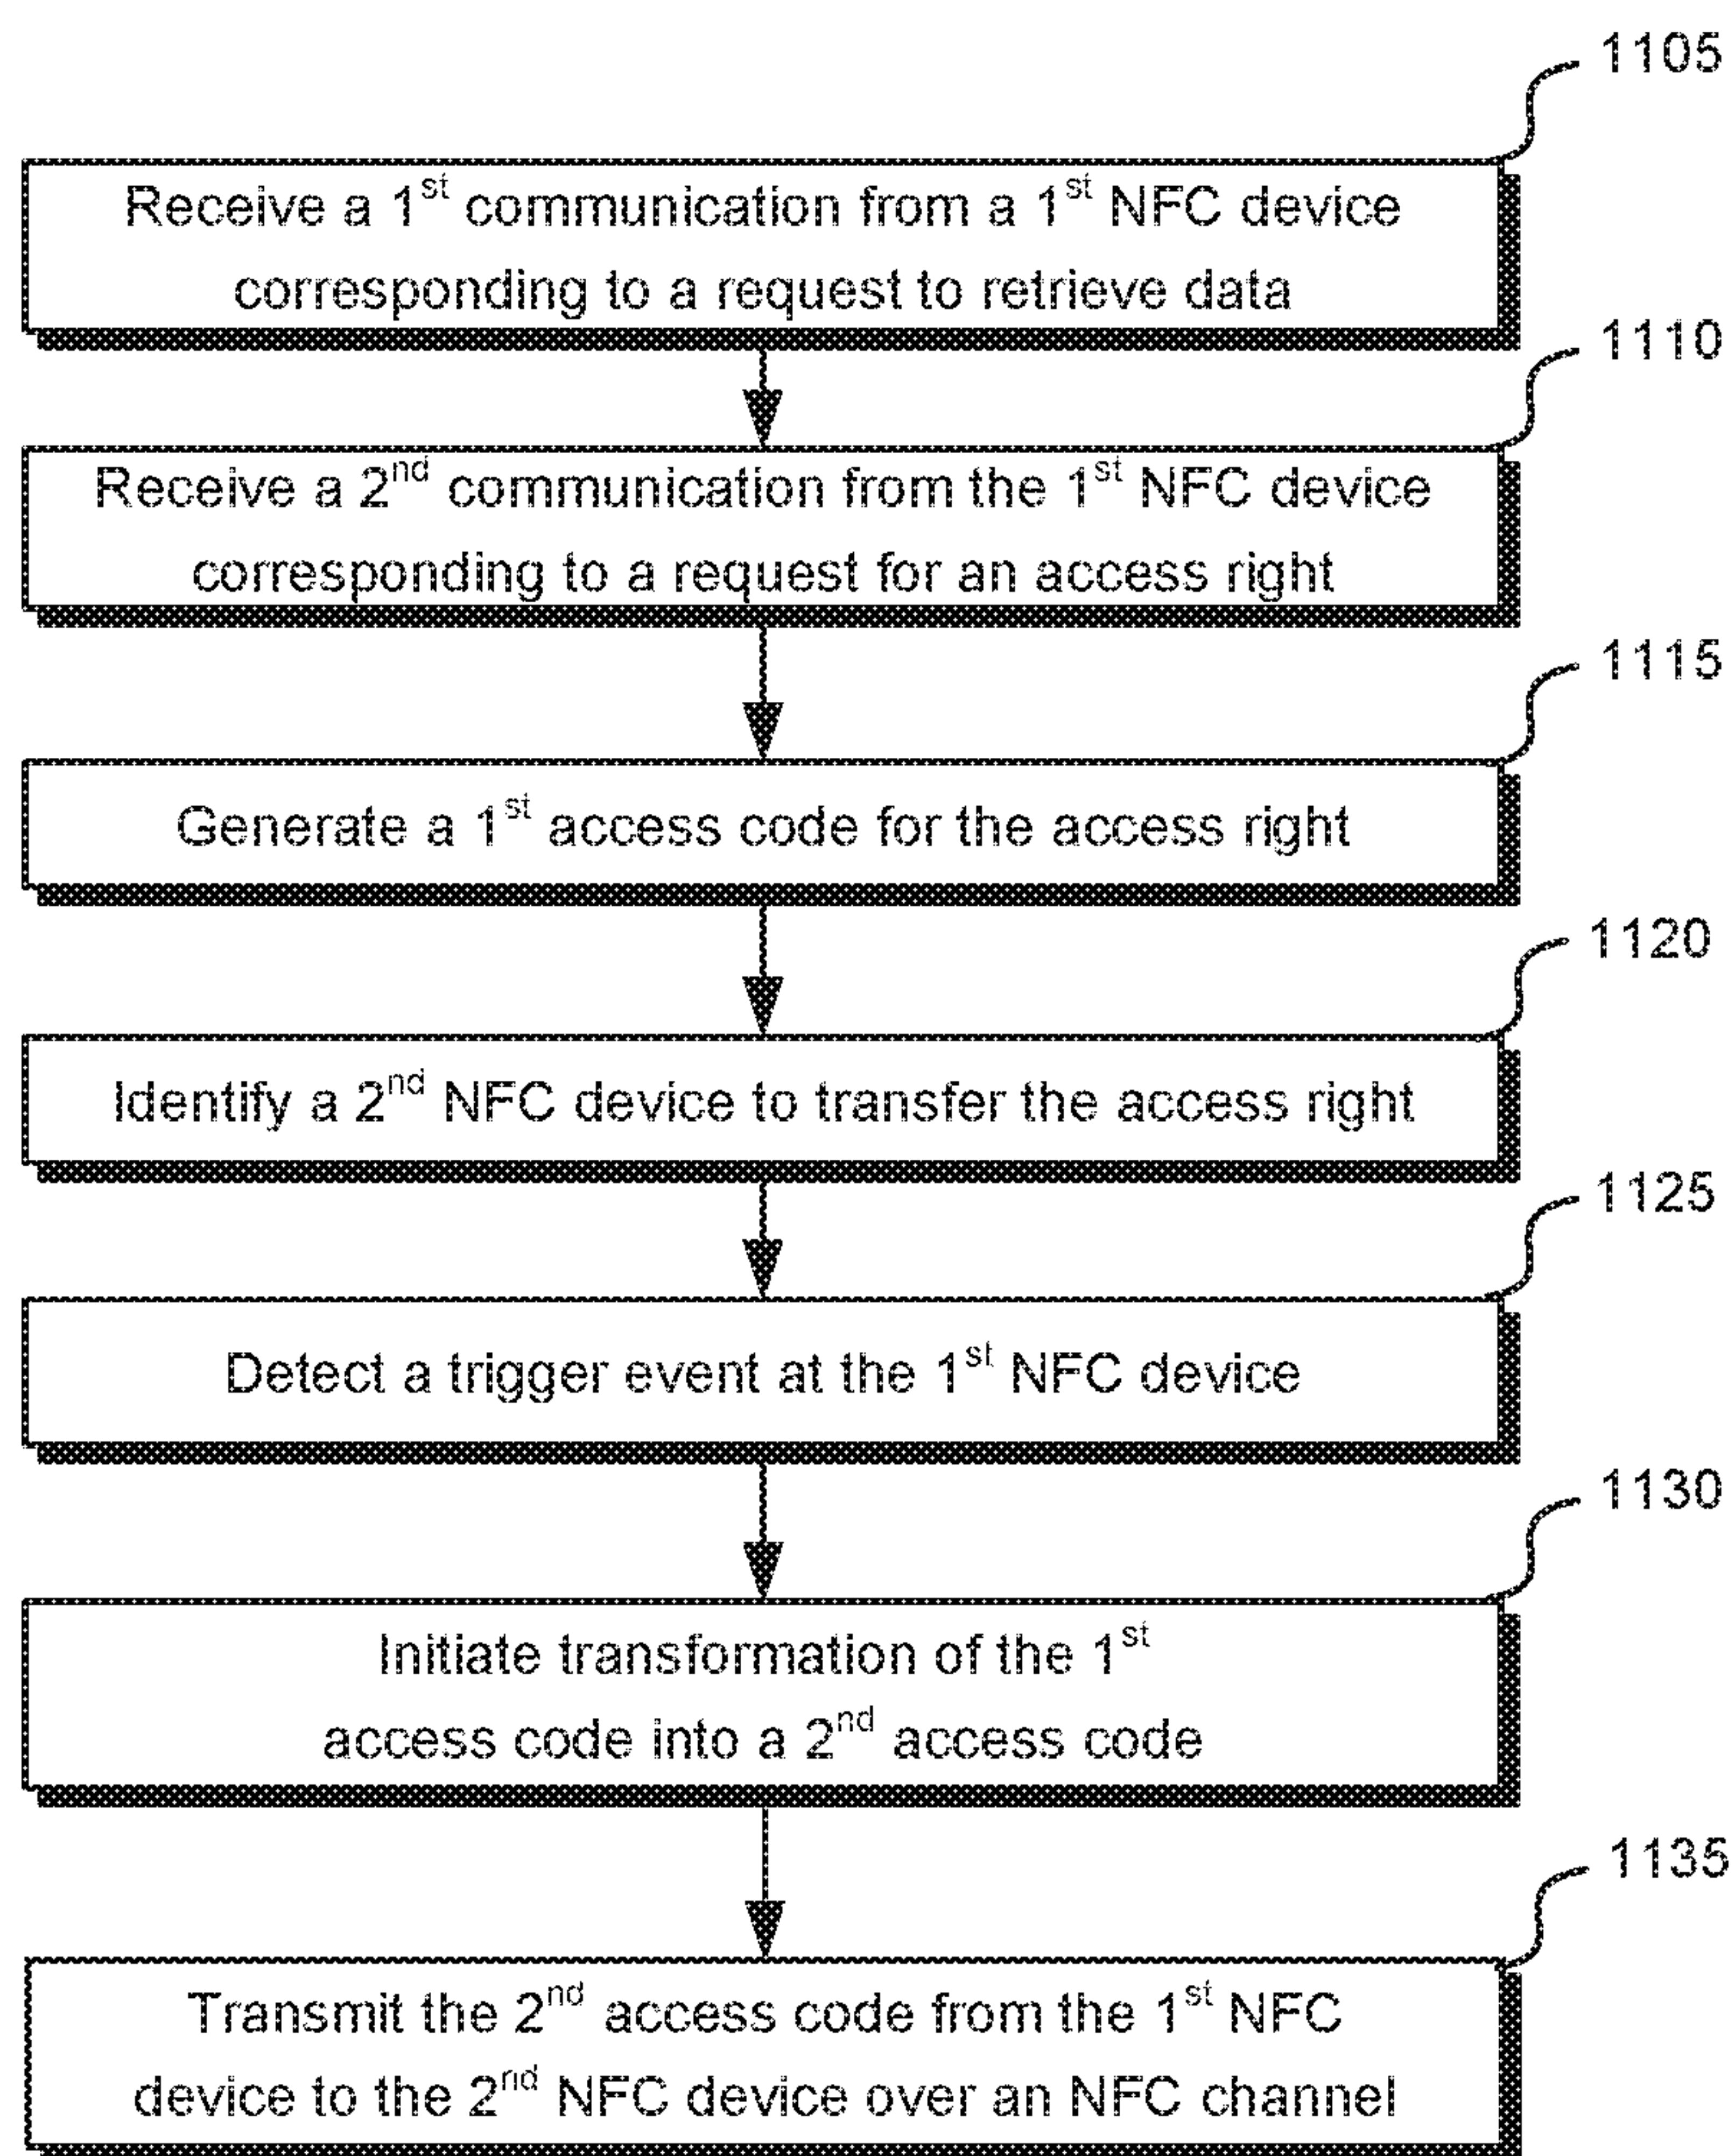 1105
Receive a 1st communication from a 1st NFC device
corresponding to a request to retrieve data
1110
Receive a 2nd communication from the 1st NFC device
corresponding to a request for an access right
1115
Generate a 1st access code for the access right
1120
Identify a 2nd NFC device to transfer the access right
1125
Detect a trigger event at the 1st NFC device
1130
Initiate transformation of the 1st
access code into a 2nd access code
1135
Transmit the 2nd access code from the 1st NFC
device to the 2nd NFC device over an NFC channel